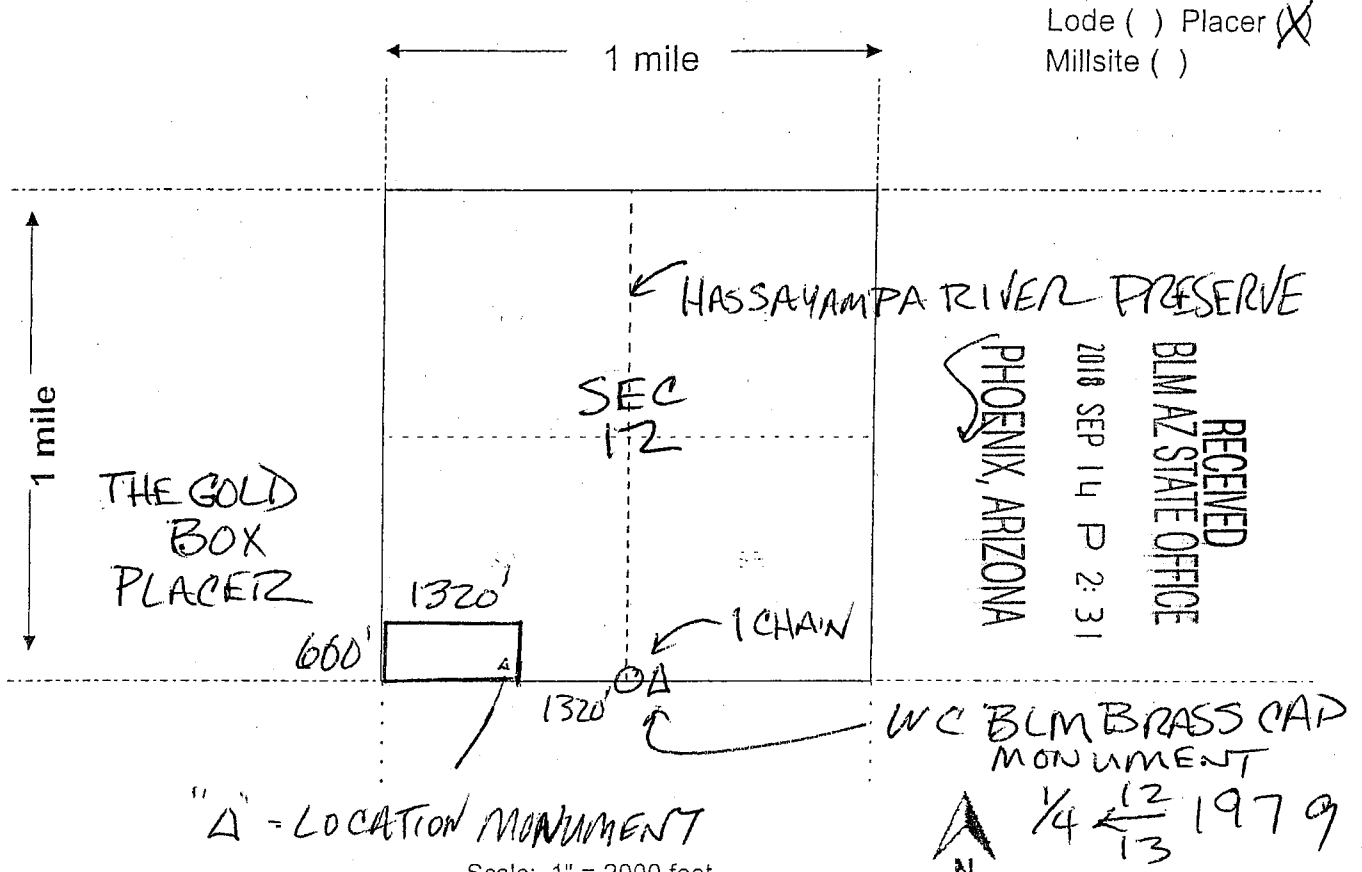 Lode ( ) Placer (X)
Millsite ( )
1 mile
1 mile
HASSAYAMPA RIVER PRESERVE
SEC
12
RECEIVED
BLM AZ STATE OFFICE
2018 SEP 14 P 2:31
PHOENIX, ARIZONA
THE GOLD
BOX
PLACER
1320'
660'
1 CHAIN
1320'
WC BLM BRASS CAP
MONUMENT
1/4 12 1979
13
"Δ" - LOCATION MONUMENT
N
Scale: 1" = 2000 feet